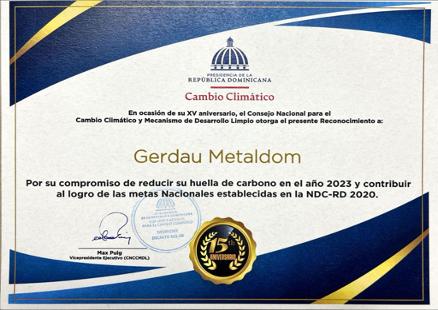 PRESIDENCIA DE LA
REPÚBLICA DOMINICANA
Cambio Climático
En ocasión de su XV aniversario, el Consejo Nacional para el
Cambio Climático y Mecanismo de Desarrollo Limpio otorga el presente Reconocimiento a:
Gerdau Metaldom
Por su compromiso de reducir su huella de carbono en el año 2023 y contribuir
al logro de las metas Nacionales establecidas en la NDC-RD 2020.
Max Puig
Vicepresidente Ejecutivo (CNCCMDL)
15th
ANIVERSARIO